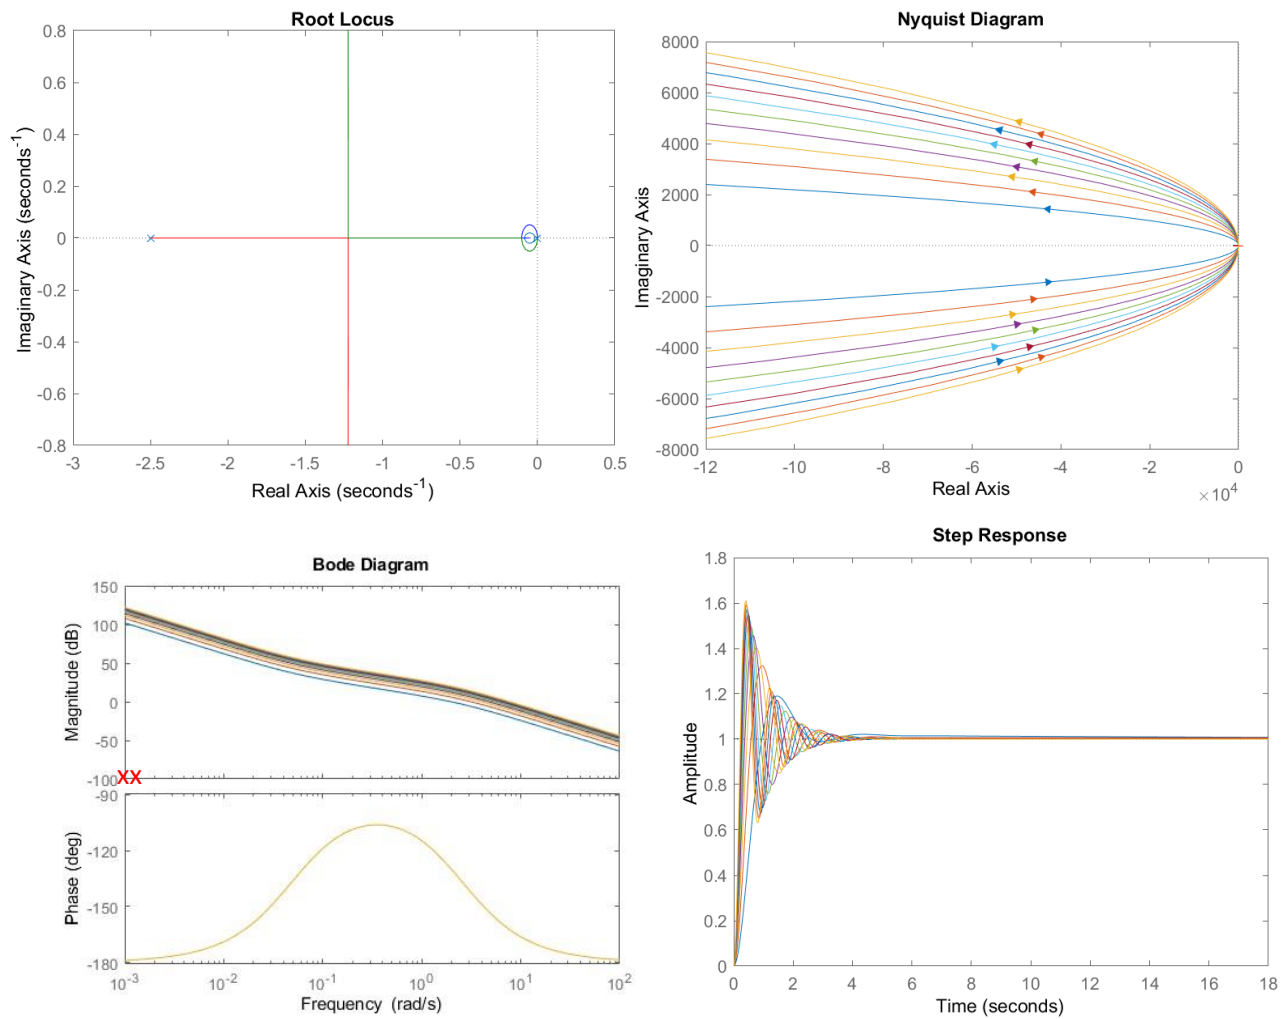 Root Locus
Imaginary Axis (seconds-1)
0.8
0.6
0.4
0.2
0
-0.2
-0.4
-0.6
-0.8
-3 -2.5 -2 -1.5 -1 -0.5 0 0.5
Real Axis (seconds-1)
Nyquist Diagram
Imaginary Axis
8000
6000
4000
2000
0
-2000
-4000
-6000
-8000
-12 -10 -8 -6 -4 -2 0
×10 4
Real Axis
Bode Diagram
Magnitude (dB)
150
100
50
0
-50
-100
XX
Phase (deg)
-90
-120
-150
-180
10-3 10-2 10-1 100 101 102
Frequency (rad/s)
Step Response
Amplitude
1.8
1.6
1.4
1.2
1
0.8
0.6
0.4
0.2
0
0 2 4 6 8 10 12 14 16 18
Time (seconds)